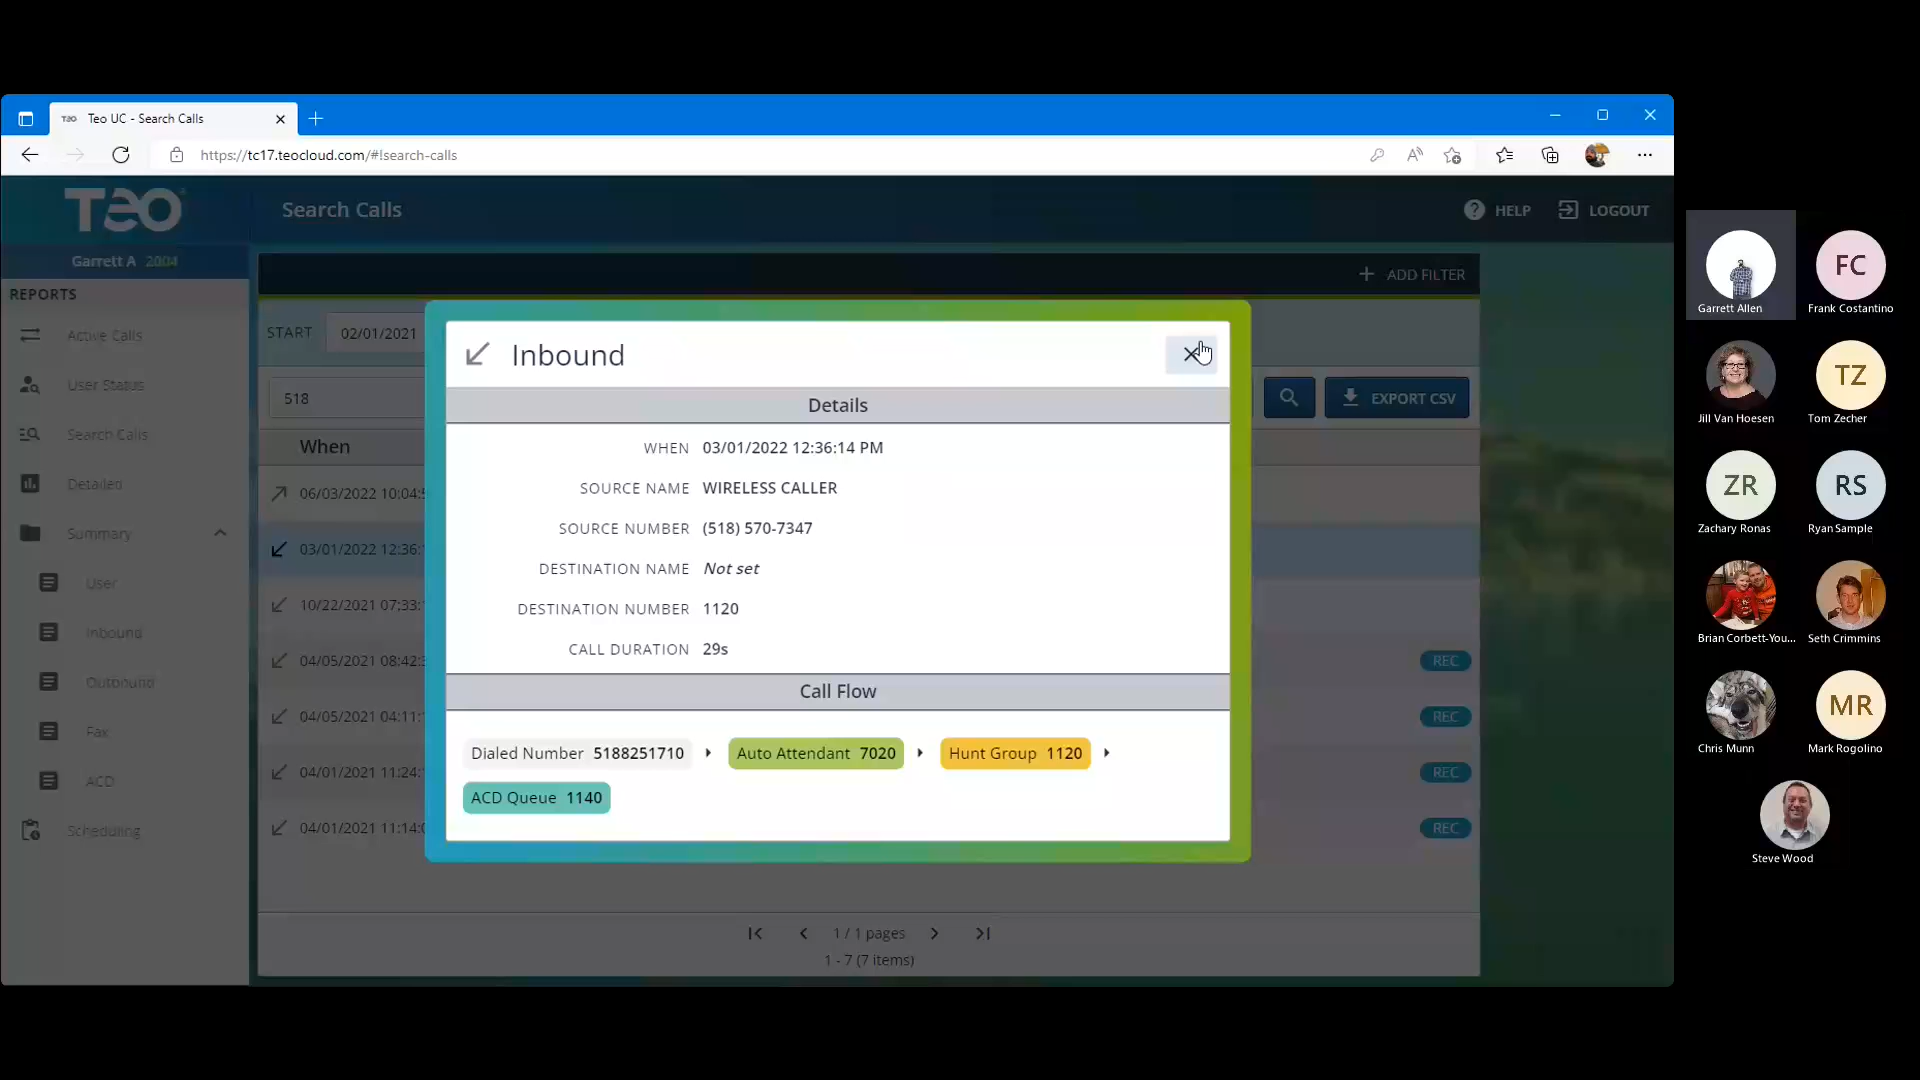 Teo UC - Search Calls
https://tc17.teocloud.com/#!search-calls
Teo
Search Calls
HELP
LOGOUT
Garrett A 2004
REPORTS
Active Calls
User Status
Search Calls
Detailed
Summary
User
Inbound
Outbound
Fax
ACD
Scheduling
ADD FILTER
START 02/01/2021
518
EXPORT CSV
When
06/03/2022 10:04:5
03/01/2022 12:36:1
10/22/2021 07:33:1
04/05/2021 08:42:3
REC
04/05/2021 04:11:1
REC
04/01/2021 11:24:1
REC
04/01/2021 11:14:0
REC
1 / 1 pages
1 - 7 (7 items)
Inbound
Details
WHEN 03/01/2022 12:36:14 PM
SOURCE NAME WIRELESS CALLER
SOURCE NUMBER (518) 570-7347
DESTINATION NAME Not set
DESTINATION NUMBER 1120
CALL DURATION 29s
Call Flow
Dialed Number 5188251710 Auto Attendant 7020 Hunt Group 1120
ACD Queue 1140
Garrett Allen
FC
Frank Costantino
Jill Van Hoesen
TZ
Tom Zecher
ZR
Zachary Ronas
RS
Ryan Sample
Brian Corbett-You...
Seth Crimmins
Chris Munn
MR
Mark Rogolino
Steve Wood